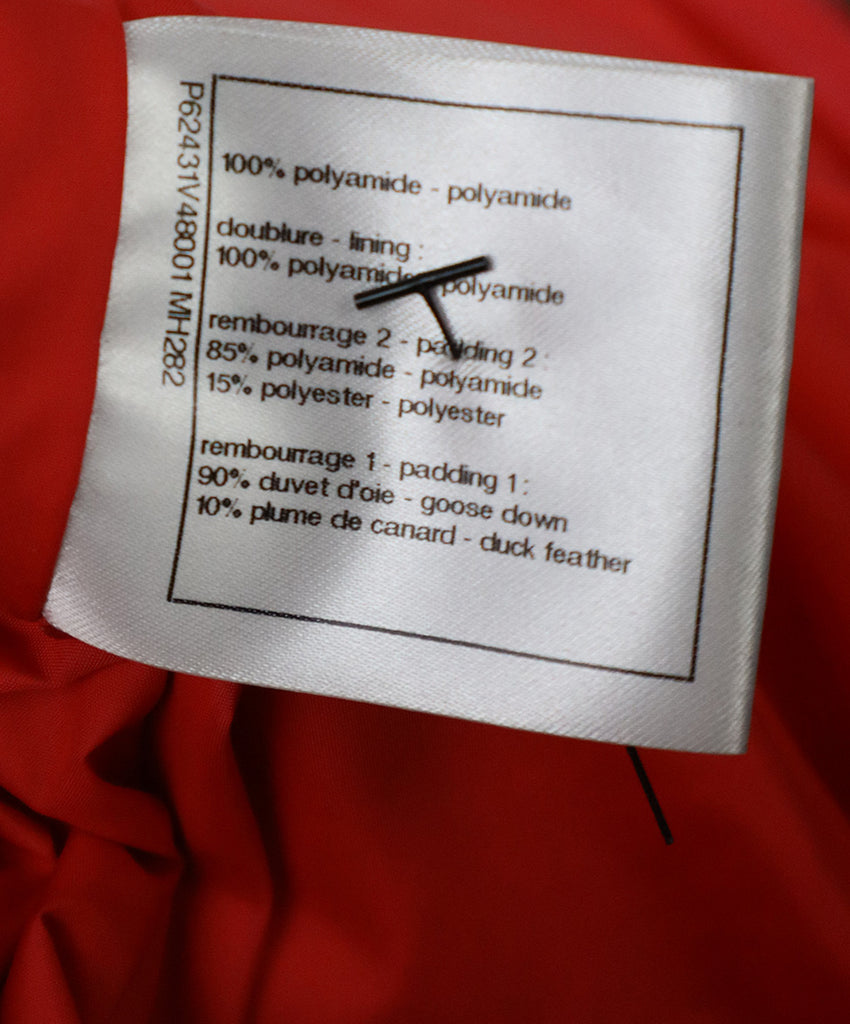 P62431V48001 MH282
100% polyamide - polyamide
doublure - lining :
100% polyamide - polyamide
rembourrage 2 - padding 2 :
85% polyamide - polyamide
15% polyester - polyester
rembourrage 1 - padding 1 :
90% duvet d'oie - goose down
10% plume de canard - duck feather